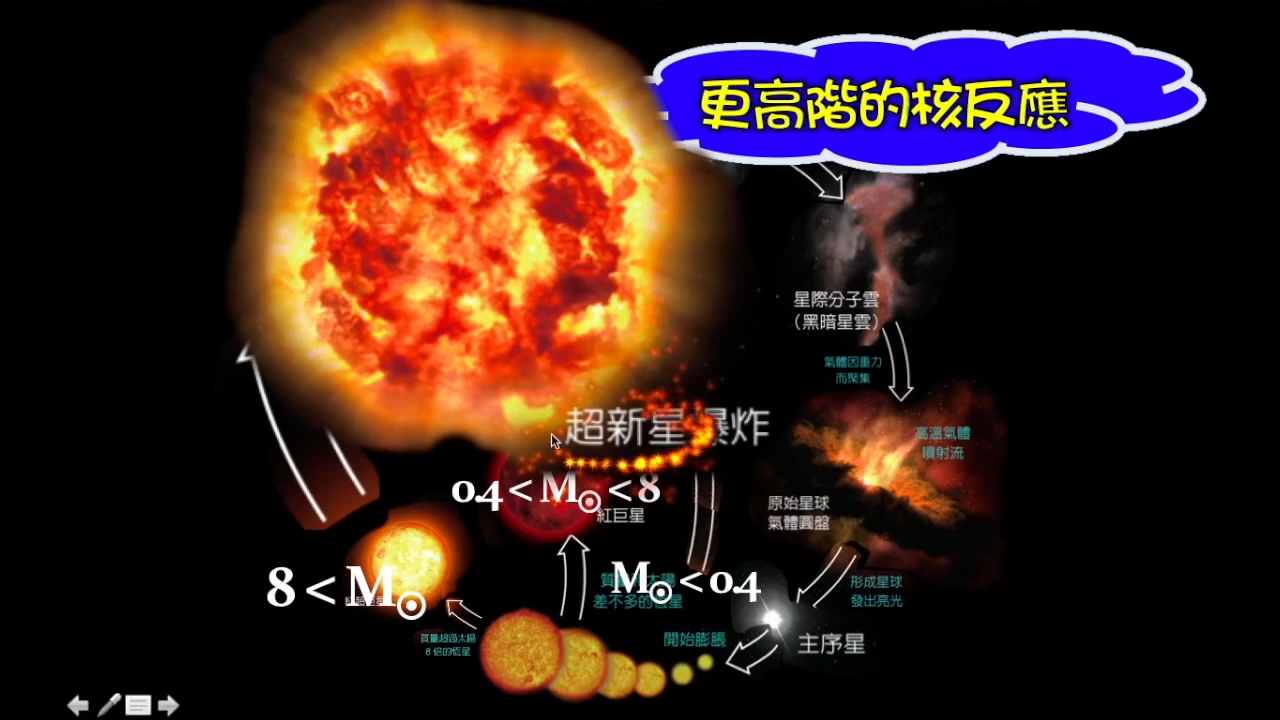 更高階的核反應
星際分子雲
（黑暗星雲）
氣體因重力
而聚集
高溫氣體
噴射流
超新星爆炸
0.4<M⊙<8
紅巨星
原始星球
氣體圓盤
8<M⊙
M⊙<0.4
差不多的恆星
形成星球
發出亮光
質量超過太陽
8 倍的恆星
開始膨脹
主序星